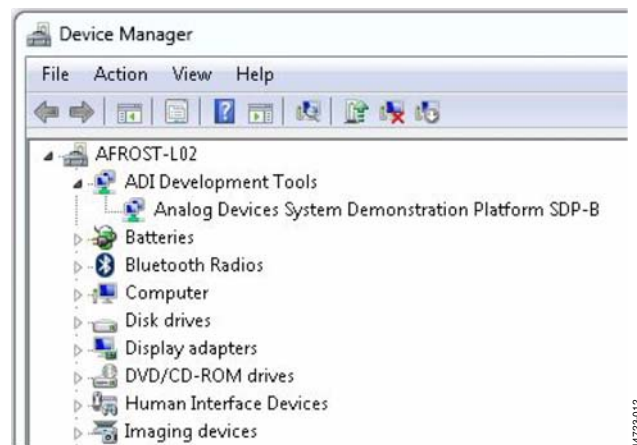 Device Manager
File Action View Help
AFROST-L02
ADI Development Tools
Analog Devices System Demonstration Platform SDP-B
Batteries
Bluetooth Radios
Computer
Disk drives
Display adapters
DVD/CD-ROM drives
Human Interface Devices
Imaging devices